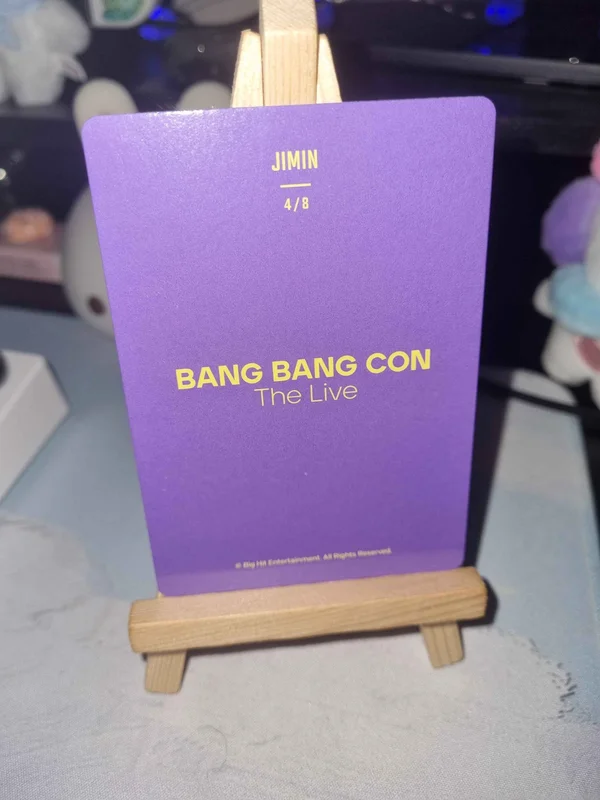 JIMIN
4/8
BANG BANG CON
The Live
© Big Hit Entertainment. All Rights Reserved.